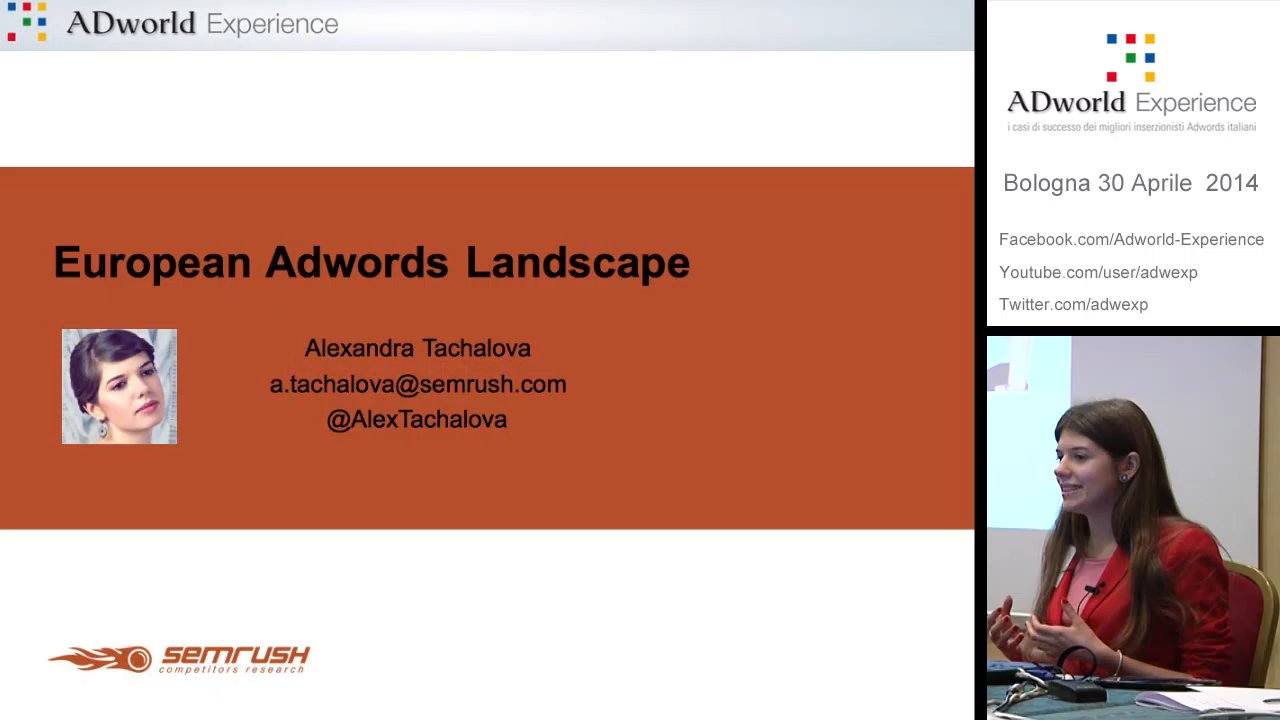 ADworld Experience
European Adwords Landscape
Alexandra Tachalova
a.tachalova@semrush.com
@AlexTachalova
semrush
competitors research
ADworld Experience
i casi di successo dei migliori inserzionisti Adwords italiani
Bologna 30 Aprile 2014
Facebook.com/Adworld-Experience
Youtube.com/user/adwexp
Twitter.com/adwexp